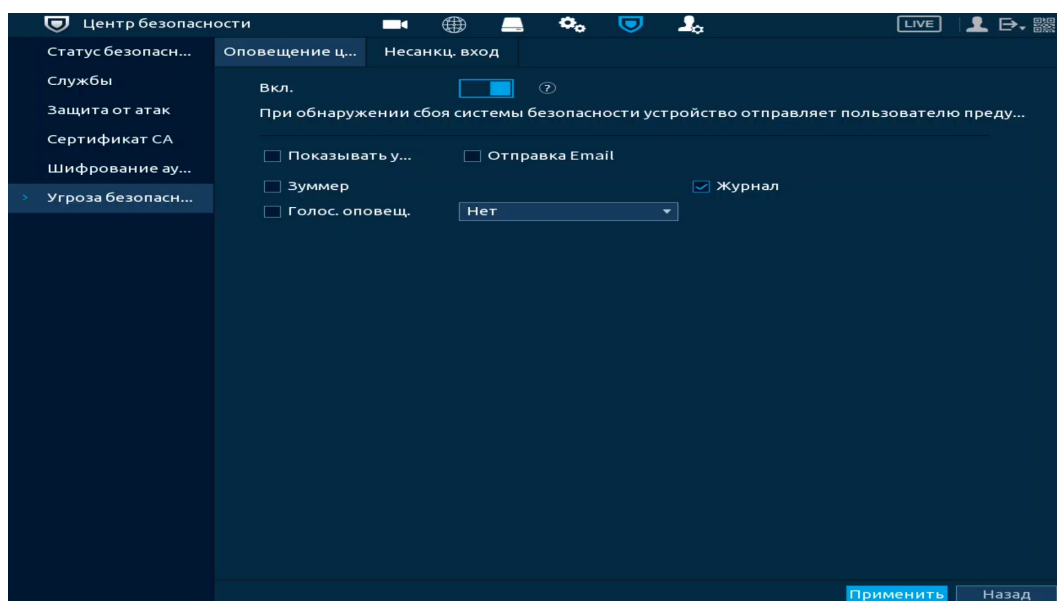 Центр безопасности
LIVE
Статус безопасн...
Службы
Защита от атак
Сертификат CA
Шифрование ау...
Угроза безопасн...
Оповещение ц... Несанкц. вход
Вкл. ?
При обнаружении сбоя системы безопасности устройство отправляет пользователю преду...
Показывать у... Отправка Email
Зуммер Журнал
Голос. оповещ. Нет
Применить Назад